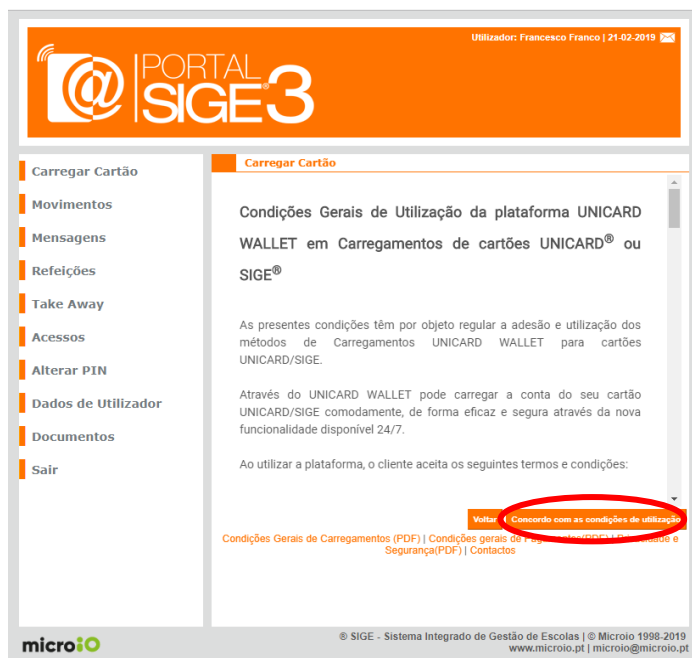 Utilizador: Francesco Franco | 21-02-2019
@ PORTAL
SIGE® 3
Carregar Cartão
Movimentos
Mensagens
Refeições
Take Away
Acessos
Alterar PIN
Dados de Utilizador
Documentos
Sair
Carregar Cartão
Condições Gerais de Utilização da plataforma UNICARD
WALLET em Carregamentos de cartões UNICARD® ou
SIGE®
As presentes condições têm por objeto regular a adesão e utilização dos
métodos de Carregamentos UNICARD WALLET para cartões
UNICARD/SIGE.
Através do UNICARD WALLET pode carregar a conta do seu cartão
UNICARD/SIGE comodamente, de forma eficaz e segura através da nova
funcionalidade disponível 24/7.
Ao utilizar a plataforma, o cliente aceita os seguintes termos e condições:
Voltar Concordo com as condições de utilização
Condições Gerais de Carregamentos (PDF) | Condições gerais de Pagamentos(PDF) | Privacidade e
Segurança(PDF) | Contactos
microiO
® SIGE - Sistema Integrado de Gestão de Escolas | © Microio 1998-2019
www.microio.pt | microio@microio.pt